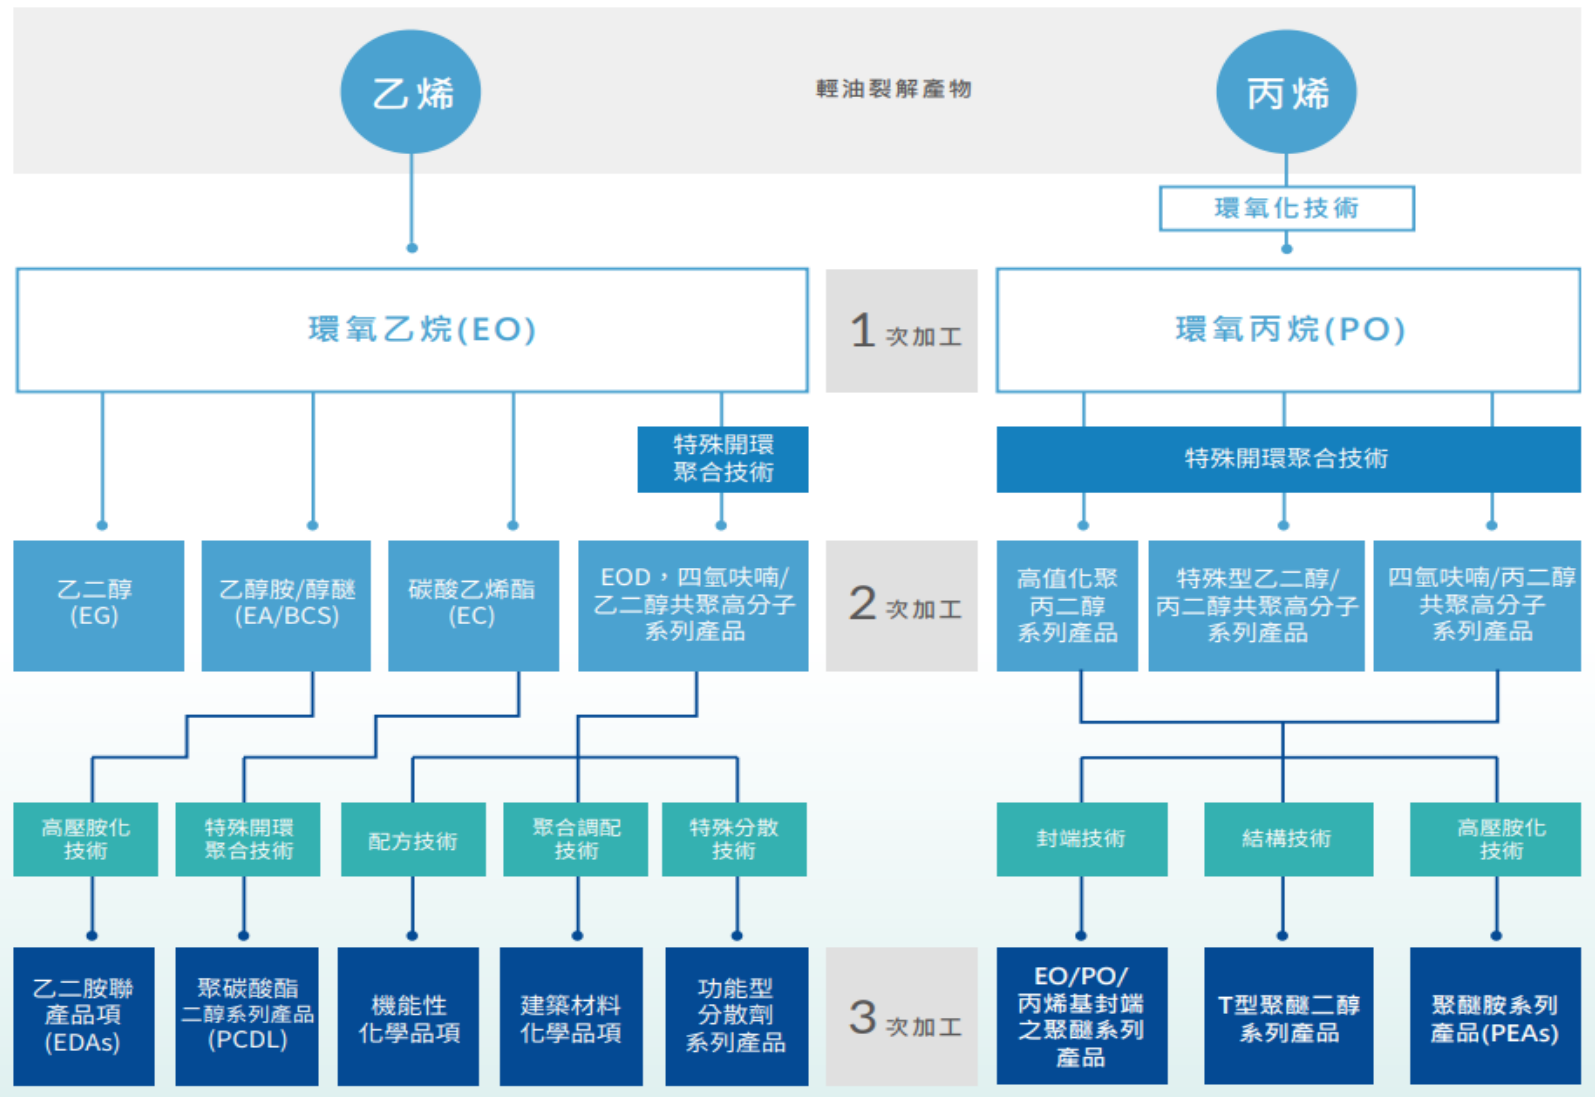 乙烯
輕油裂解產物
丙烯
環氧化技術
環氧乙烷(EO)
1 次加工
環氧丙烷(PO)
特殊開環
聚合技術
特殊開環聚合技術
乙二醇
(EG)
乙醇胺/醇醚
(EA/BCS)
碳酸乙烯酯
(EC)
EOD，四氫呋喃/
乙二醇共聚高分子
系列產品
2 次加工
高值化聚
丙二醇
系列產品
特殊型乙二醇/
丙二醇共聚高分子
系列產品
四氫呋喃/丙二醇
共聚高分子
系列產品
高壓胺化
技術
特殊開環
聚合技術
配方技術
聚合調配
技術
特殊分散
技術
封端技術
結構技術
高壓胺化
技術
乙二胺聯
產品項
(EDAs)
聚碳酸酯
二醇系列產品
(PCDL)
機能性
化學品項
建築材料
化學品項
功能型
分散劑
系列產品
3 次加工
EO/PO/
丙烯基封端
之聚醚系列
產品
T型聚醚二醇
系列產品
聚醚胺系列
產品(PEAs)